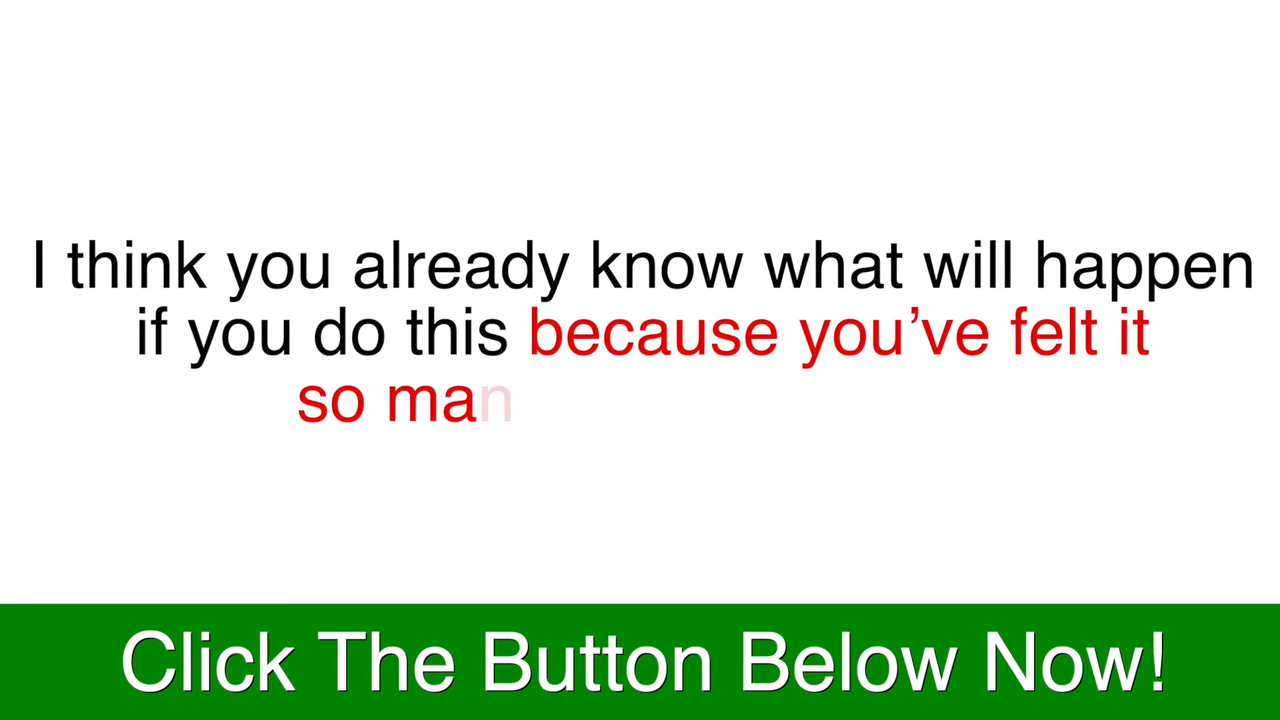 I think you already know what will happen
if you do this because you’ve felt it
so man
Click The Button Below Now!